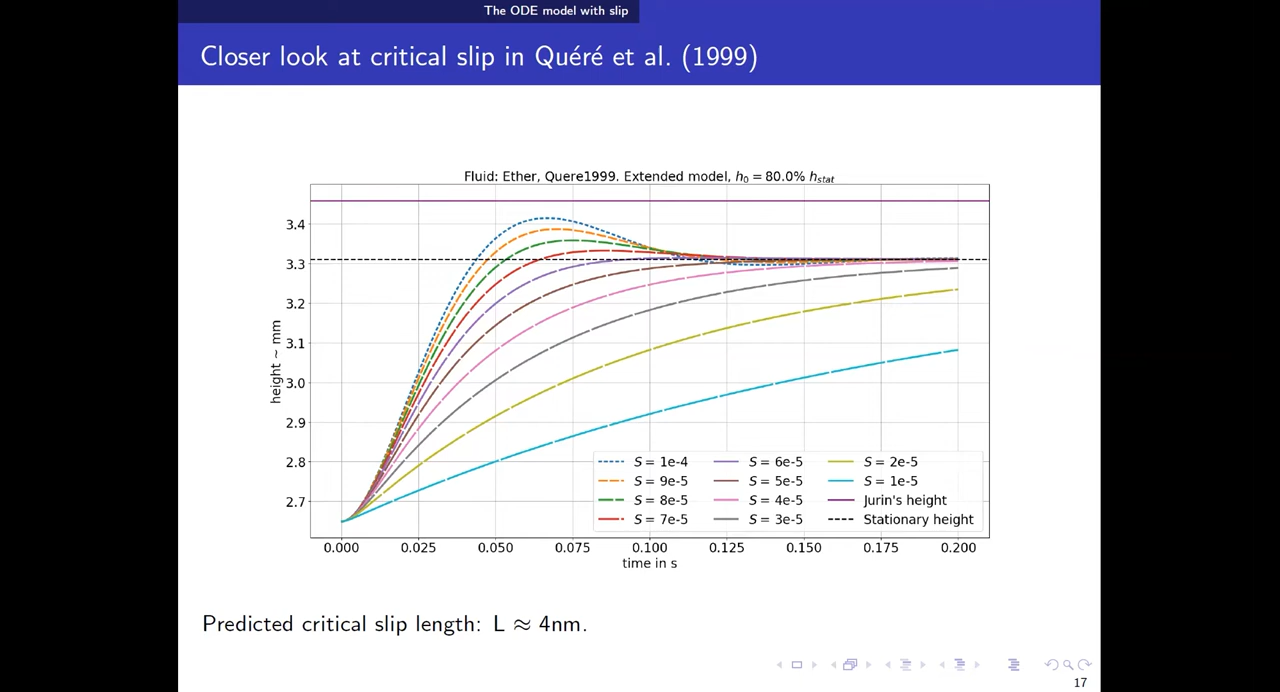 The ODE model with slip
Closer look at critical slip in Quéré et al. (1999)
Fluid: Ether, Quere1999. Extended model, h₀ = 80.0% hₛₜₐₜ
3.4
3.3
3.2
3.1
3.0
2.9
2.8
2.7
height ~ mm
S = 1e-4
S = 9e-5
S = 8e-5
S = 7e-5
S = 6e-5
S = 5e-5
S = 4e-5
S = 3e-5
S = 2e-5
S = 1e-5
Jurin's height
Stationary height
0.000 0.025 0.050 0.075 0.100 0.125 0.150 0.175 0.200
time in s
Predicted critical slip length: L ≈ 4nm.
17